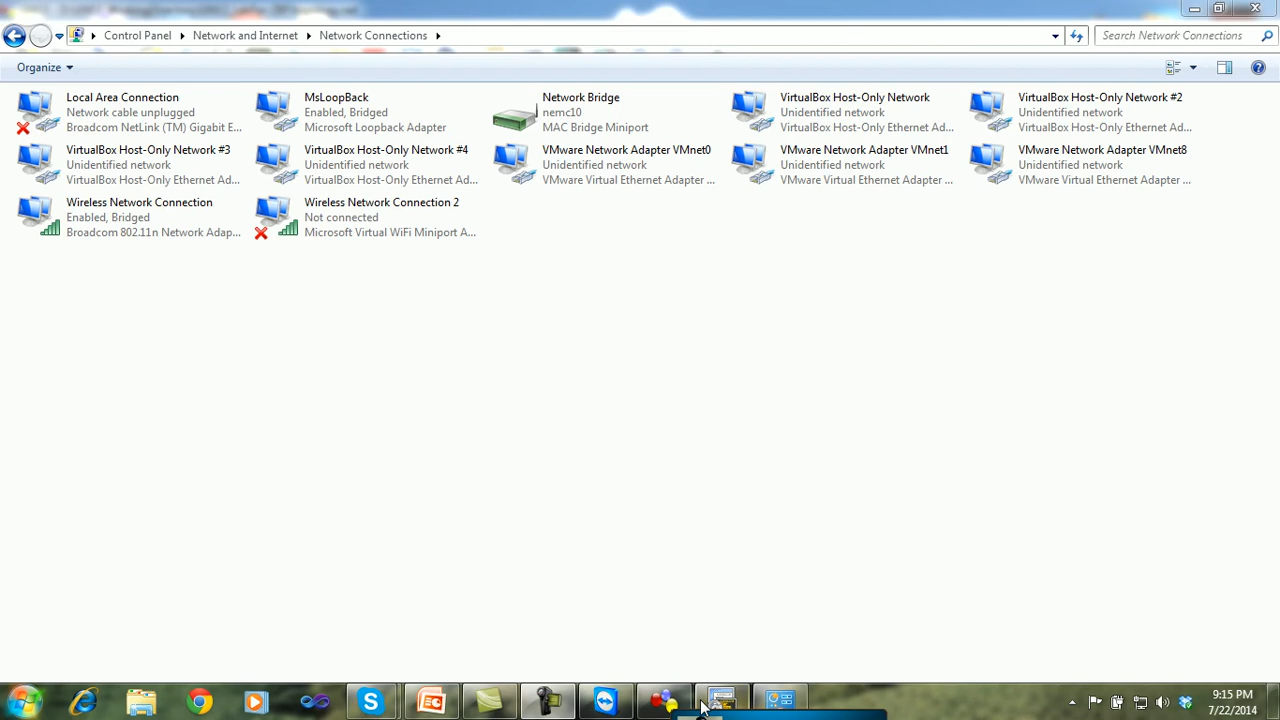 Control Panel Network and Internet Network Connections
Search Network Connections
Organize
Local Area Connection
Network cable unplugged
Broadcom NetLink (TM) Gigabit E...
MsLoopBack
Enabled, Bridged
Microsoft Loopback Adapter
Network Bridge
nemc10
MAC Bridge Miniport
VirtualBox Host-Only Network
Unidentified network
VirtualBox Host-Only Ethernet Ad...
VirtualBox Host-Only Network #2
Unidentified network
VirtualBox Host-Only Ethernet Ad...
VirtualBox Host-Only Network #3
Unidentified network
VirtualBox Host-Only Ethernet Ad...
VirtualBox Host-Only Network #4
Unidentified network
VirtualBox Host-Only Ethernet Ad...
VMware Network Adapter VMnet0
Unidentified network
VMware Virtual Ethernet Adapter ...
VMware Network Adapter VMnet1
Unidentified network
VMware Virtual Ethernet Adapter ...
VMware Network Adapter VMnet8
Unidentified network
VMware Virtual Ethernet Adapter ...
Wireless Network Connection
Enabled, Bridged
Broadcom 802.11n Network Adap...
Wireless Network Connection 2
Not connected
Microsoft Virtual WiFi Miniport A...
9:15 PM
7/22/2014